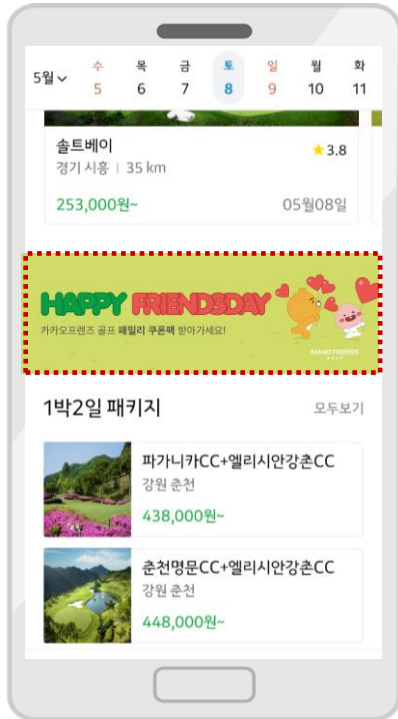 수 목 금 토 일 월 화
5월 5 6 7 8 9 10 11
솔트베이 3.8
경기 시흥 | 35 km
253,000원~ 05월08일
HAPPY FRIENDSDAY
카카오프렌즈 골프 패밀리 쿠폰팩 받아가세요!
KAKAO FRIENDS
GOLF
1박2일 패키지 모두보기
파가니카CC+엘리시안강촌CC
강원 춘천
438,000원~
춘천명문CC+엘리시안강촌CC
강원 춘천
448,000원~